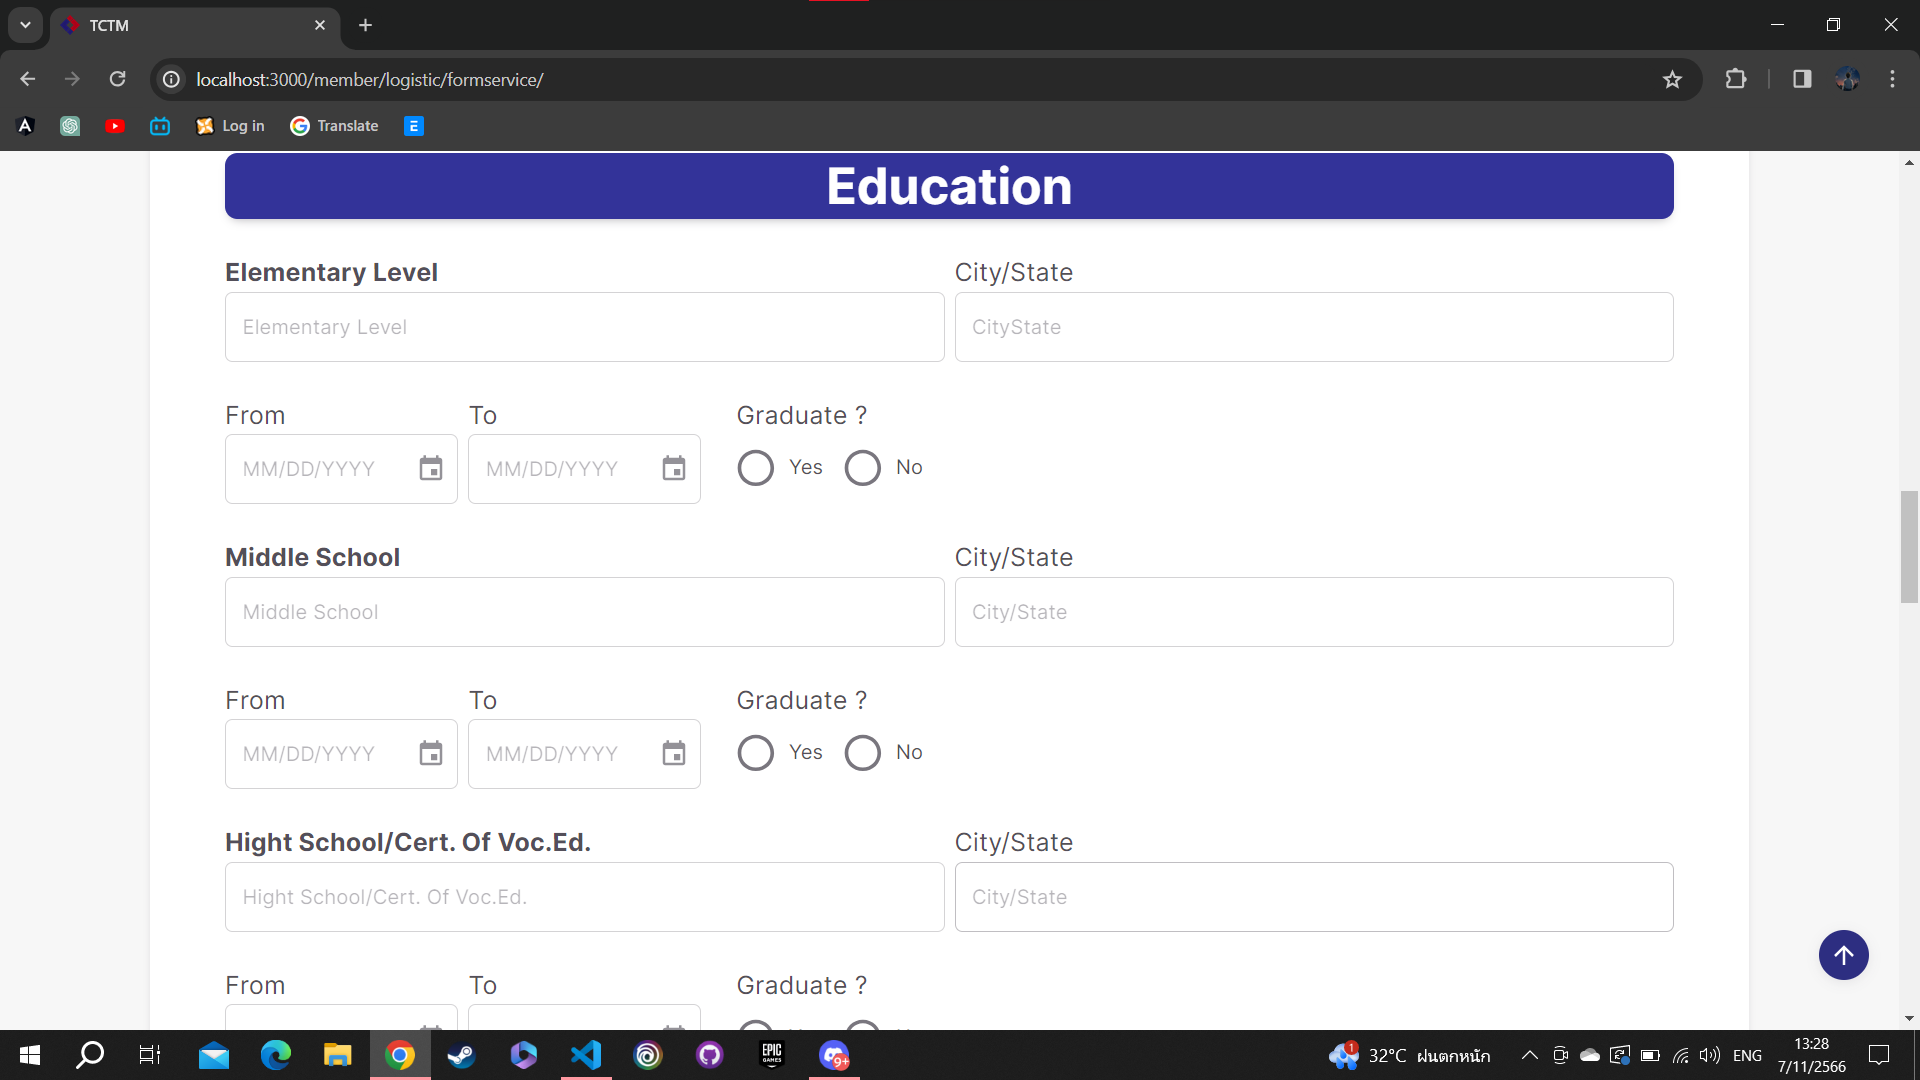 TCTM
localhost:3000/member/logistic/formservice/
Log in
Translate
E
Education
Elementary Level City/State
Elementary Level CityState
From To Graduate ?
MM/DD/YYYY MM/DD/YYYY Yes No
Middle School City/State
Middle School City/State
From To Graduate ?
MM/DD/YYYY MM/DD/YYYY Yes No
Hight School/Cert. Of Voc.Ed. City/State
Hight School/Cert. Of Voc.Ed. City/State
From To Graduate ?
EPIC
GAMES
9+
1
32°C ฝนตกหนัก
ENG
13:28
7/11/2566